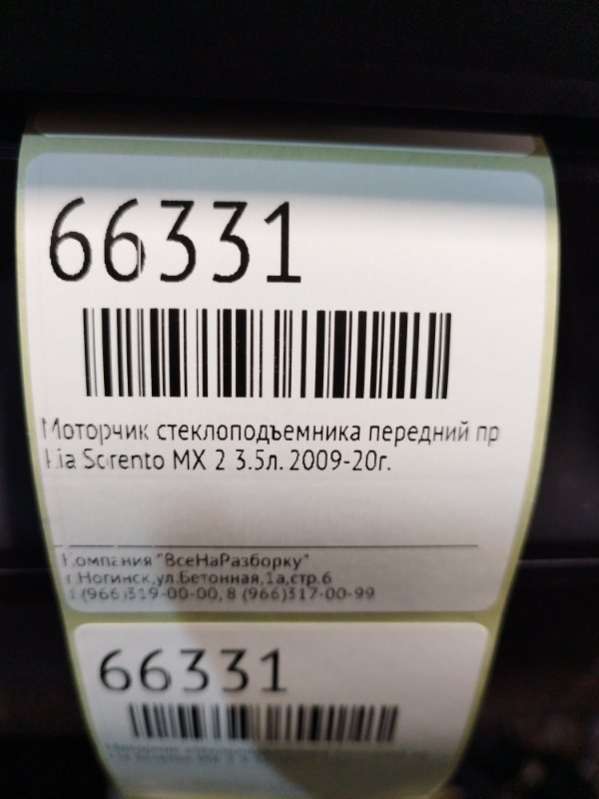 66331
Моторчик стеклоподъемника передний пр
Kia Sorento MX 2 3.5л. 2009-20г.
Компания "ВсеНаРазборку"
г.Ногинск,ул.Бетонная,1а,стр.6
8(966)319-00-00, 8 (966)317-00-99
66331